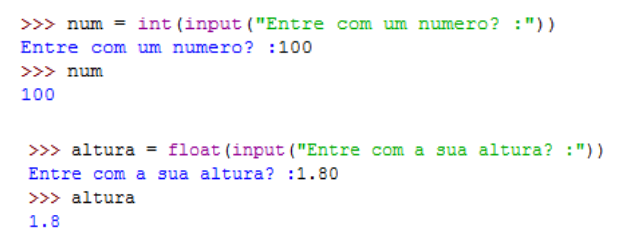 >>> num = int(input("Entre com um numero? :"))
Entre com um numero? :100
>>> num
100
>>> altura = float(input("Entre com a sua altura? :"))
Entre com a sua altura? :1.80
>>> altura
1.8